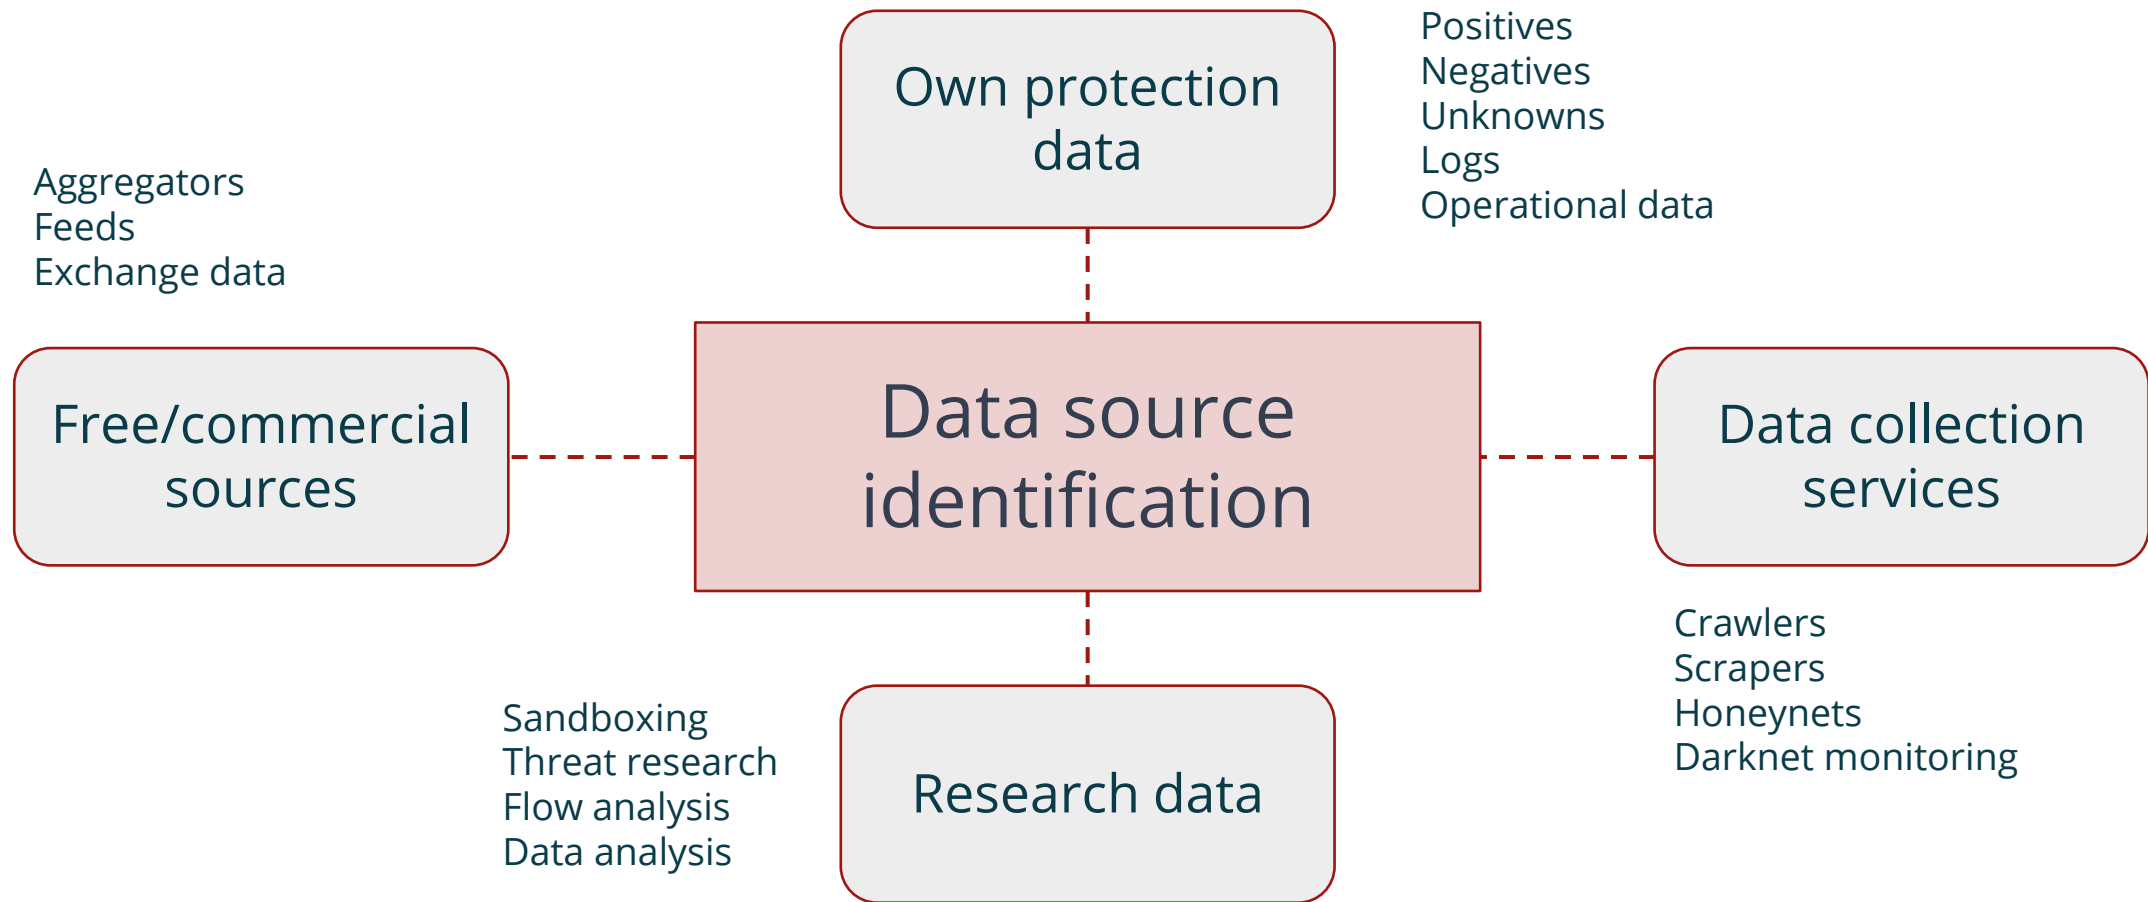 Own protection
data
Positives
Negatives
Unknowns
Logs
Operational data
Aggregators
Feeds
Exchange data
Free/commercial
sources
Data source
identification
Data collection
services
Crawlers
Scrapers
Honeynets
Darknet monitoring
Sandboxing
Threat research
Flow analysis
Data analysis
Research data